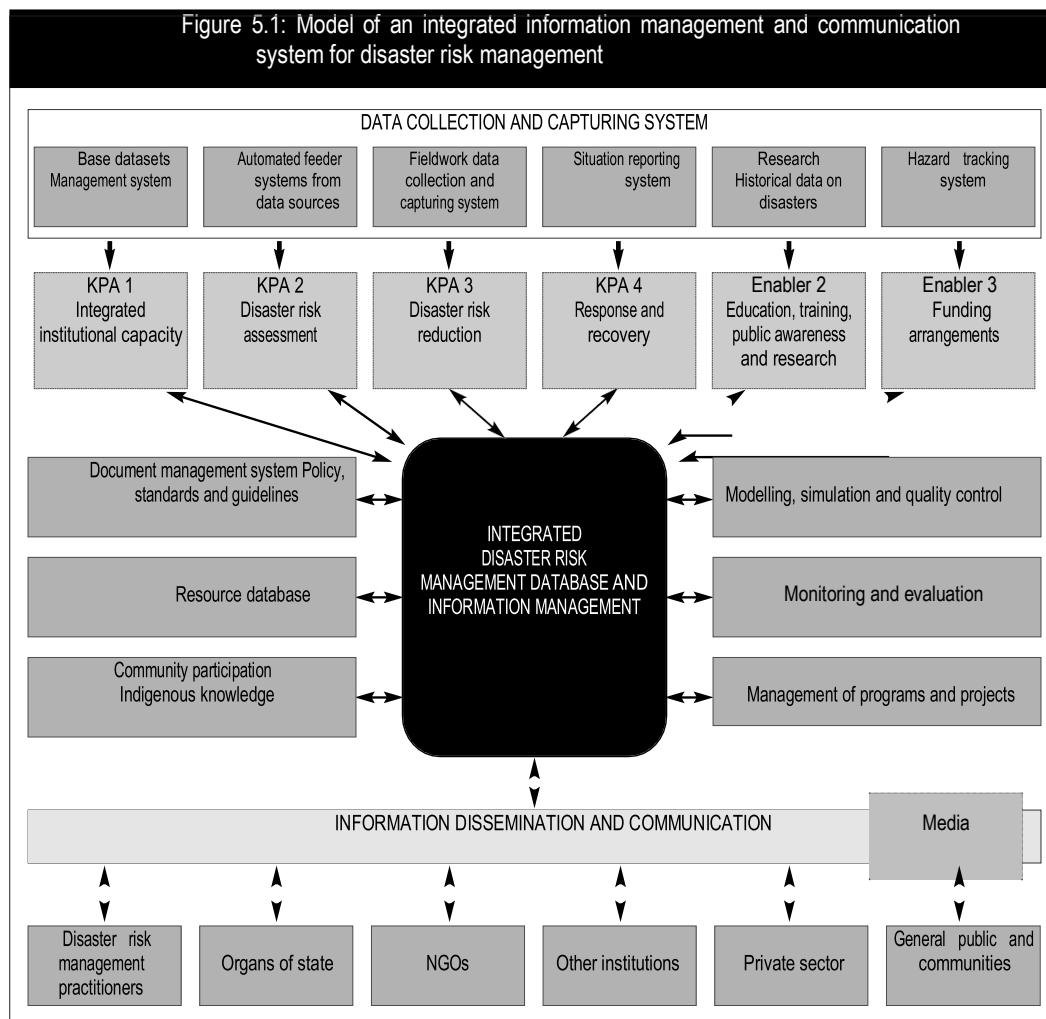 Figure 5.1: Model of an integrated information management and communication
system for disaster risk management
DATA COLLECTION AND CAPTURING SYSTEM
Base datasets
Management system
Automated feeder
systems from
data sources
Fieldwork data
collection and
capturing system
Situation reporting
system
Research
Historical data on
disasters
Hazard tracking
system
KPA 1
Integrated
institutional capacity
KPA 2
Disaster risk
assessment
KPA 3
Disaster risk
reduction
KPA 4
Response and
recovery
Enabler 2
Education, training,
public awareness
and research
Enabler 3
Funding
arrangements
Document management system Policy,
standards and guidelines
Resource database
Community participation
Indigenous knowledge
INTEGRATED
DISASTER RISK
MANAGEMENT DATABASE AND
INFORMATION MANAGEMENT
Modelling, simulation and quality control
Monitoring and evaluation
Management of programs and projects
INFORMATION DISSEMINATION AND COMMUNICATION
Media
Disaster risk
management
practitioners
Organs of state
NGOs
Other institutions
Private sector
General public and
communities